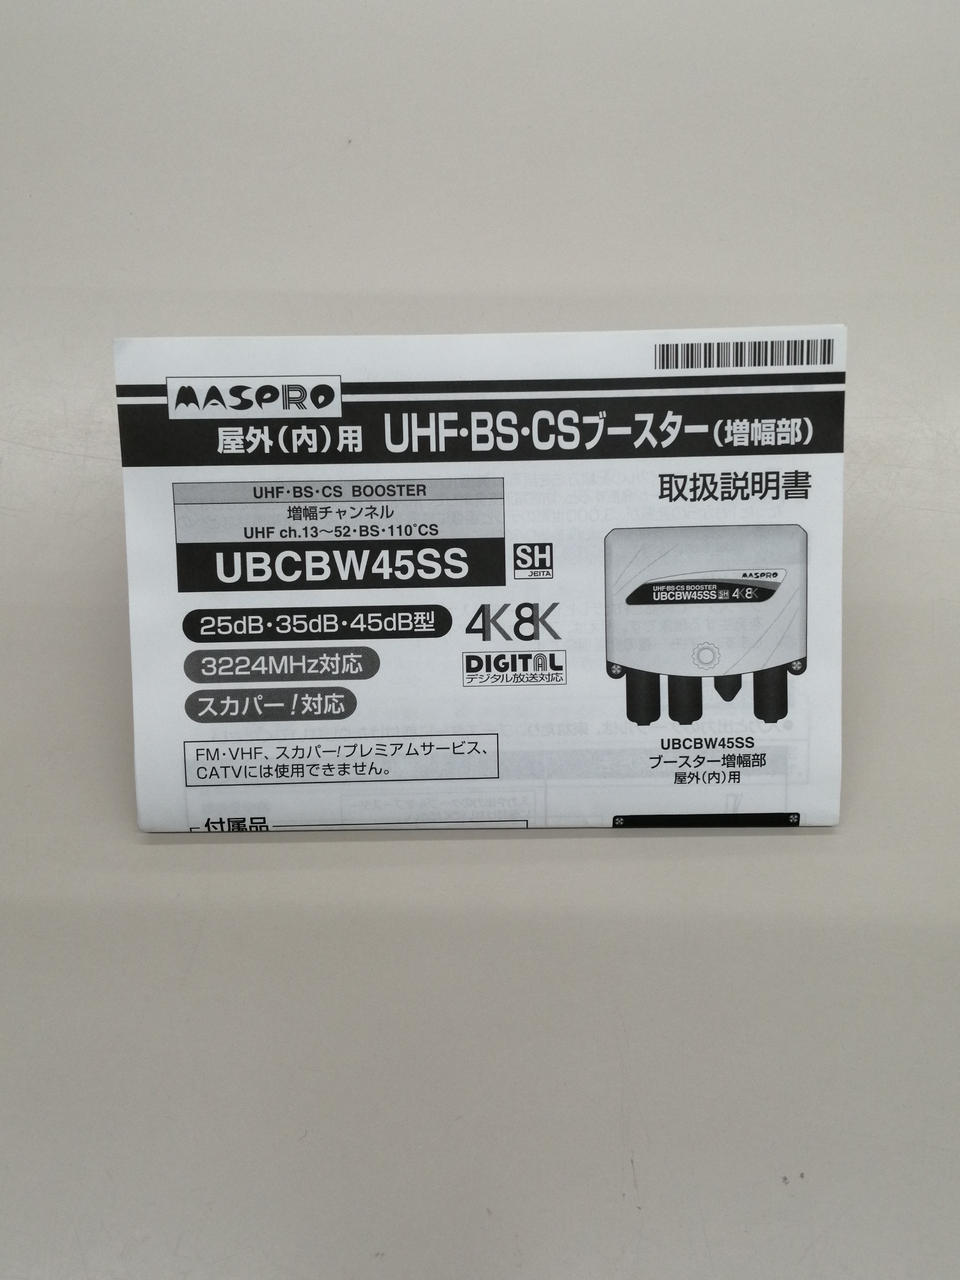 MASPRO
屋外(内)用 UHF・BS・CSブースター(増幅部)
取扱説明書
UHF・BS・CS BOOSTER
増幅チャンネル
UHF ch.13〜52・BS・110°CS
UBCBW45SS
SH
JEITA
25dB・35dB・45dB型
4K8K
3224MHz対応
DIGITAL
デジタル放送対応
スカパー!対応
FM・VHF、スカパー!プレミアムサービス、
CATVには使用できません。
MASPRO
UHF・BS・CS BOOSTER
UBCBW45SS SH 4K8K
UBCBW45SS
ブースター増幅部
屋外(内)用
付属品